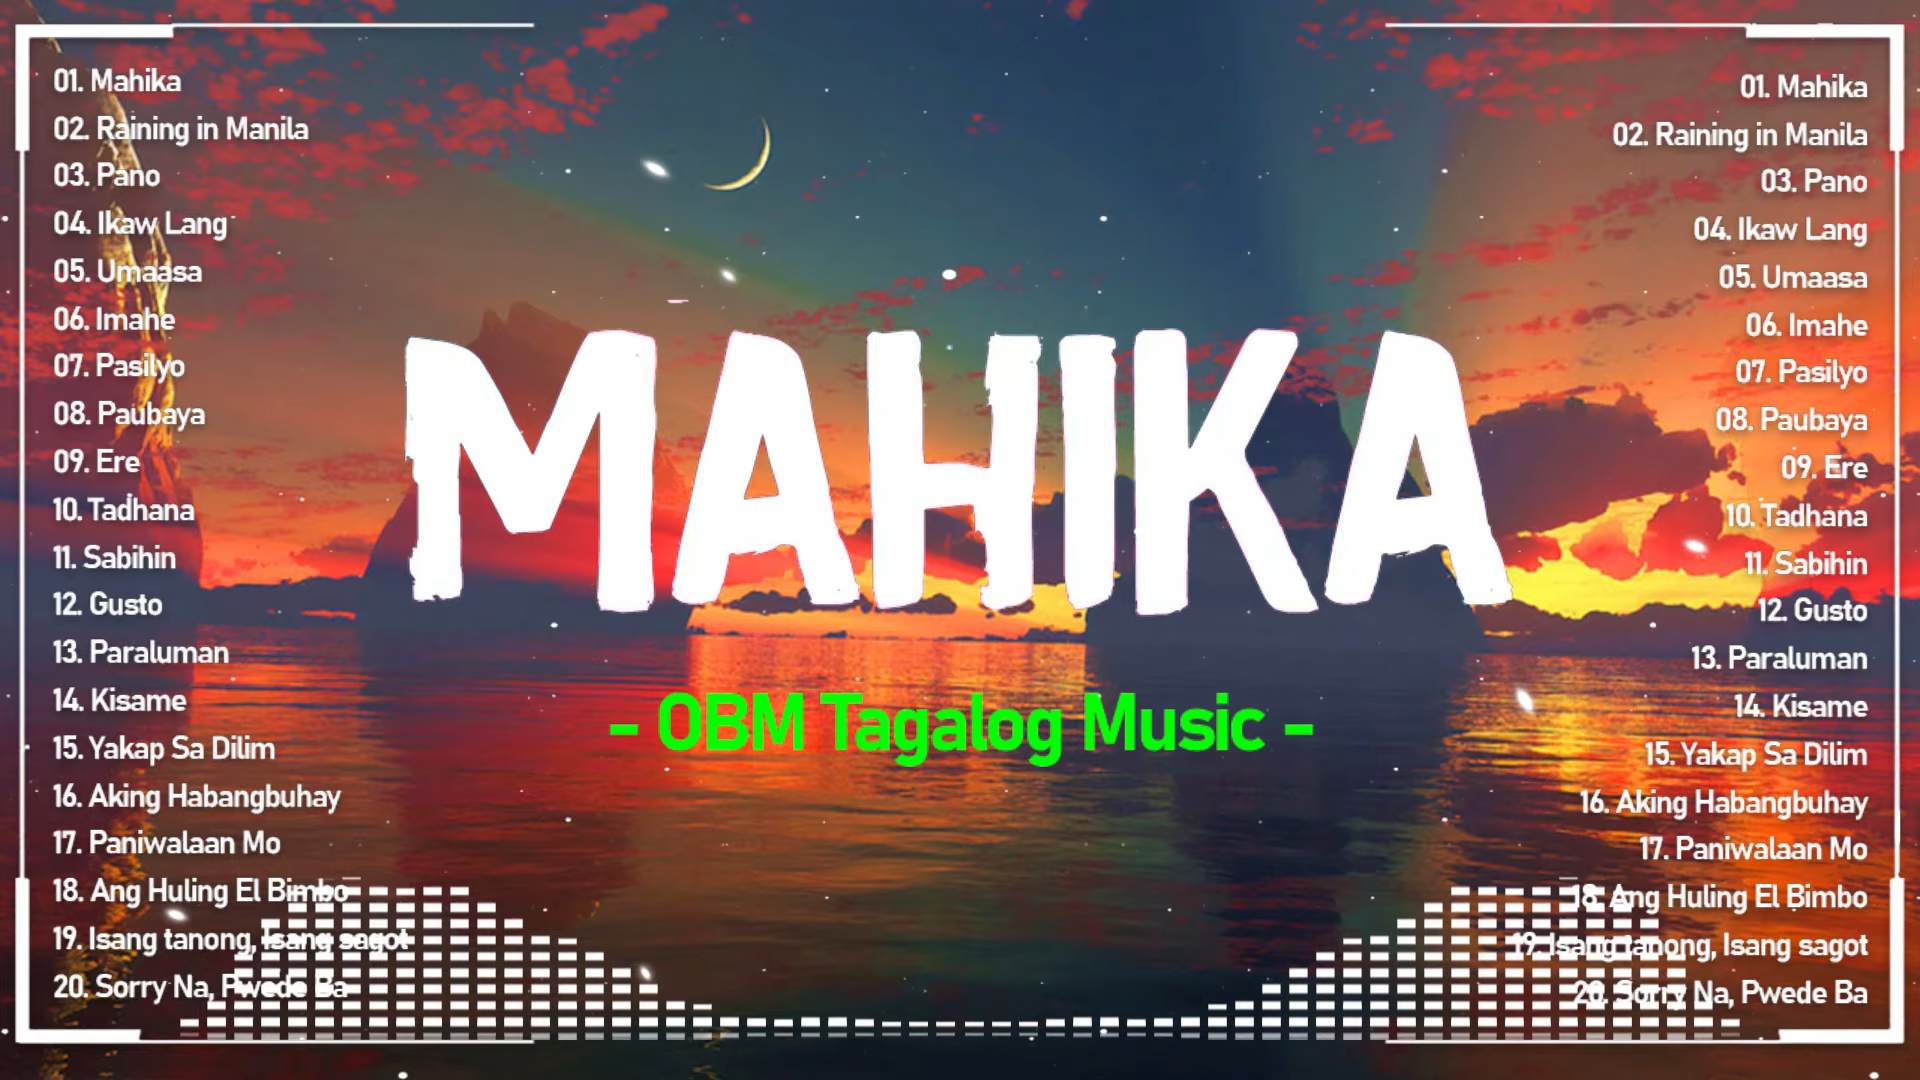 01. Mahika
02. Raining in Manila
03. Pano
04. Ikaw Lang
05. Umaasa
06. Imahe
07. Pasilyo
08. Paubaya
09. Ere
10. Tadhana
11. Sabihin
12. Gusto
13. Paraluman
14. Kisame
15. Yakap Sa Dilim
16. Aking Habangbuhay
17. Paniwalaan Mo
18. Ang Huling El Bimbo
19. Isang tanong, Isang sagot
20. Sorry Na, Pwede Ba
MAHIKA
- OBM Tagalog Music -
01. Mahika
02. Raining in Manila
03. Pano
04. Ikaw Lang
05. Umaasa
06. Imahe
07. Pasilyo
08. Paubaya
09. Ere
10. Tadhana
11. Sabihin
12. Gusto
13. Paraluman
14. Kisame
15. Yakap Sa Dilim
16. Aking Habangbuhay
17. Paniwalaan Mo
18. Ang Huling El Bimbo
19. Isang tanong, Isang sagot
20. Sorry Na, Pwede Ba